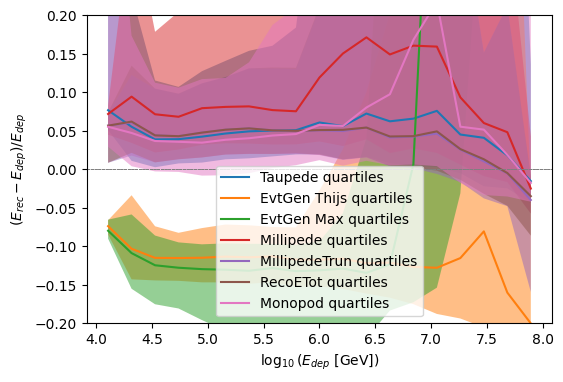 0.20
0.15
0.10
0.05
0.00
−0.05
−0.10
−0.15
−0.20
(E_rec − E_dep)/E_dep
Taupede quartiles
EvtGen Thijs quartiles
EvtGen Max quartiles
Millipede quartiles
MillipedeTrun quartiles
RecoETot quartiles
Monopod quartiles
4.0 4.5 5.0 5.5 6.0 6.5 7.0 7.5 8.0
log₁₀ (E_dep [GeV])